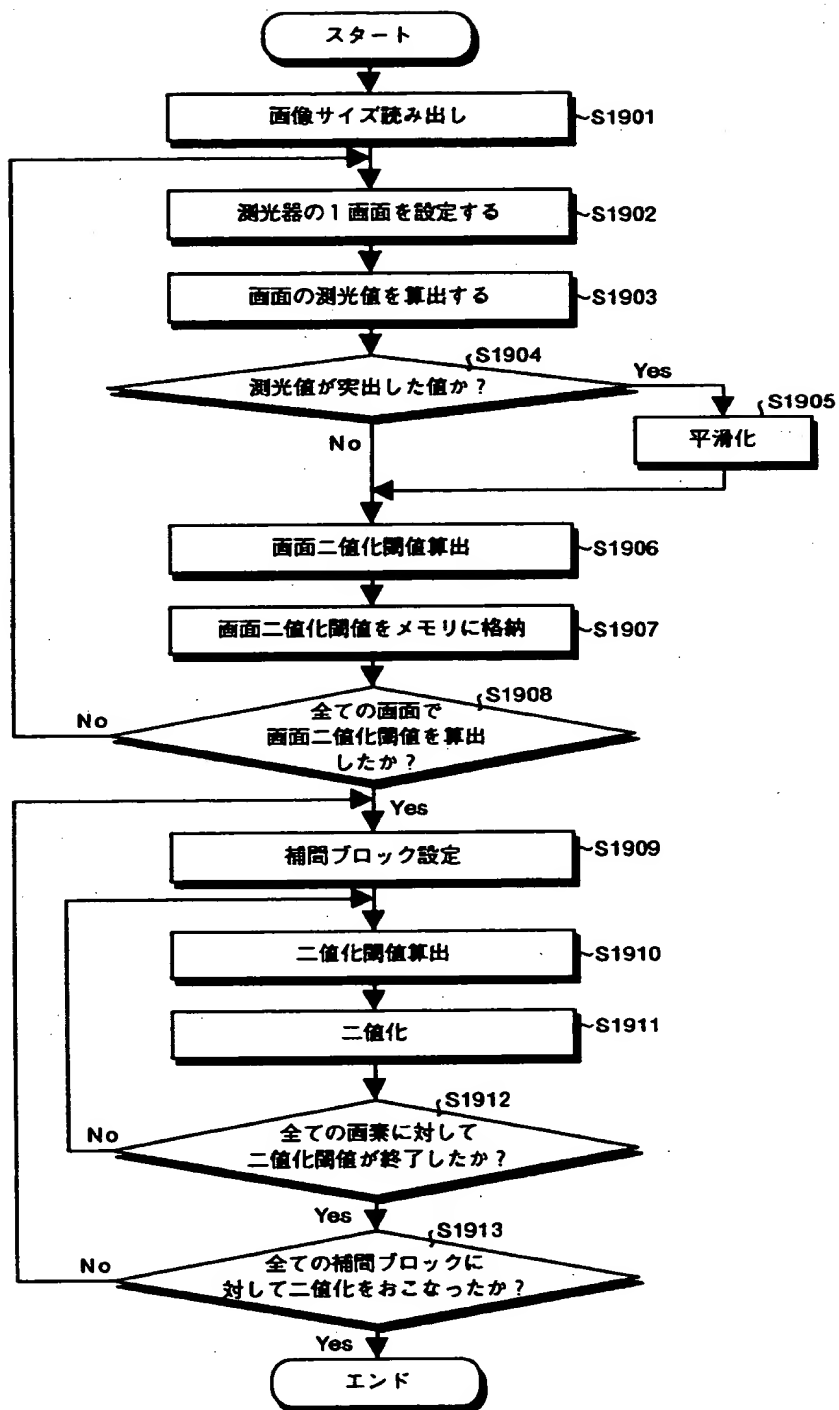 スタート
画像サイズ読み出し
S1901
測光器の1画面を設定する
S1902
画面の測光値を算出する
S1903
S1904
測光値が突出した値か？
Yes
S1905
平滑化
No
画面二値化閾値算出
S1906
画面二値化閾値をメモリに格納
S1907
S1908
全ての画面で
画面二値化閾値を算出
したか？
No
Yes
補間ブロック設定
S1909
二値化閾値算出
S1910
二値化
S1911
S1912
全ての画素に対して
二値化閾値が終了したか？
No
Yes
S1913
全ての補間ブロックに
対して二値化をおこなったか？
No
Yes
エンド